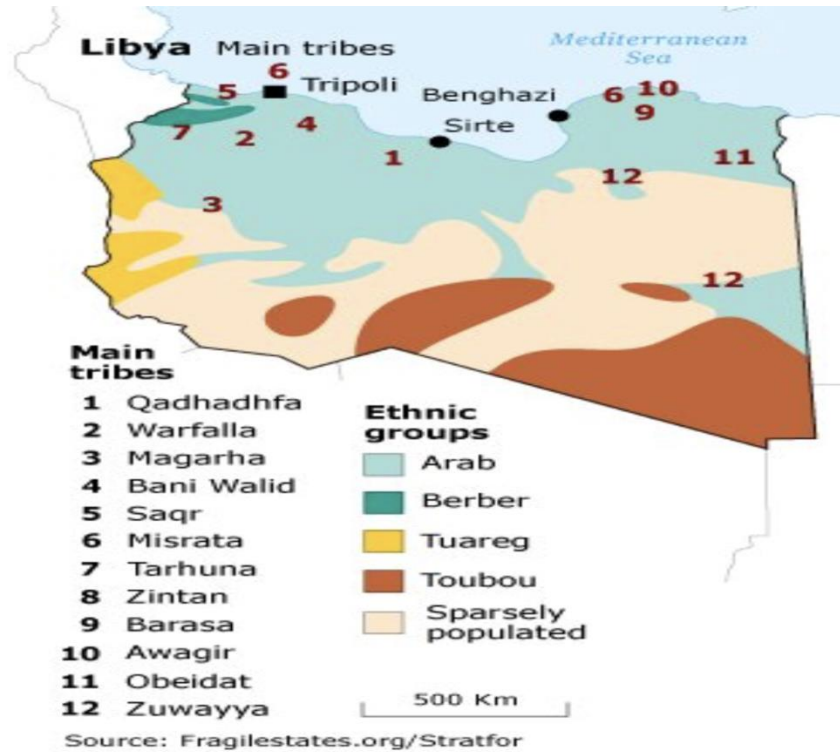 Libya Main tribes
Mediterranean
Sea
6
5
Tripoli
Benghazi
6 10
9
7 2 4
Sirte
1
11
12
3
12
Main
tribes
1 Qadhadhfa
2 Warfalla
3 Magarha
4 Bani Walid
5 Saqr
6 Misrata
7 Tarhuna
8 Zintan
9 Barasa
10 Awagir
11 Obeidat
12 Zuwayya
Ethnic
groups
Arab
Berber
Tuareg
Toubou
Sparsely
populated
500 Km
Source: Fragilestates.org/Stratfor